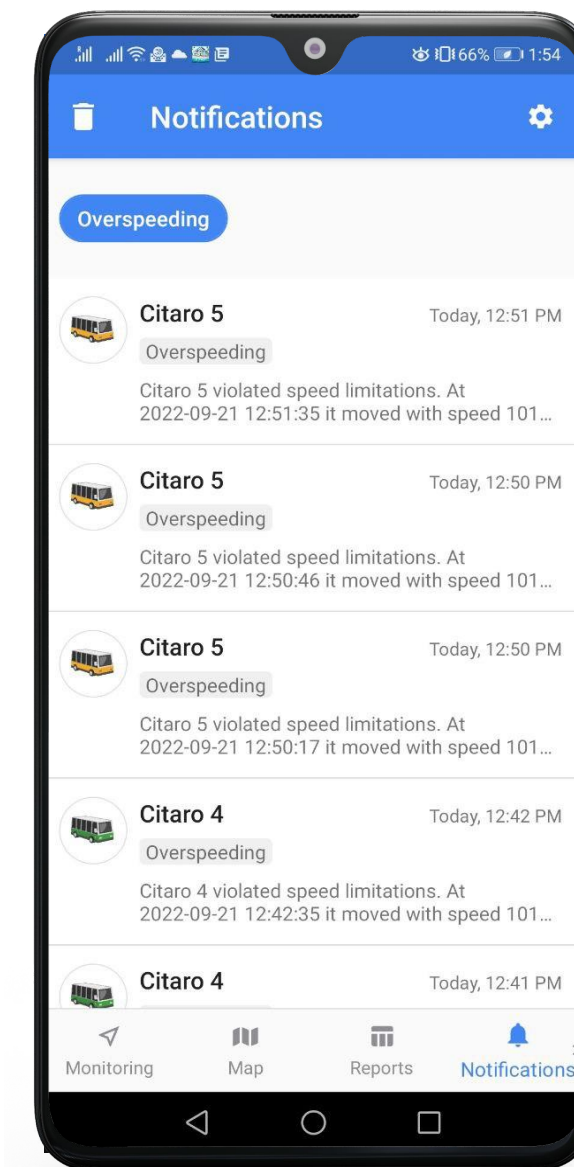 66% 1:54
Notifications
Overspeeding
Citaro 5 Today, 12:51 PM
Overspeeding
Citaro 5 violated speed limitations. At
2022-09-21 12:51:35 it moved with speed 101...
Citaro 5 Today, 12:50 PM
Overspeeding
Citaro 5 violated speed limitations. At
2022-09-21 12:50:46 it moved with speed 101...
Citaro 5 Today, 12:50 PM
Overspeeding
Citaro 5 violated speed limitations. At
2022-09-21 12:50:17 it moved with speed 101...
Citaro 4 Today, 12:42 PM
Overspeeding
Citaro 4 violated speed limitations. At
2022-09-21 12:42:35 it moved with speed 101...
Citaro 4 Today, 12:41 PM
Monitoring Map Reports Notifications